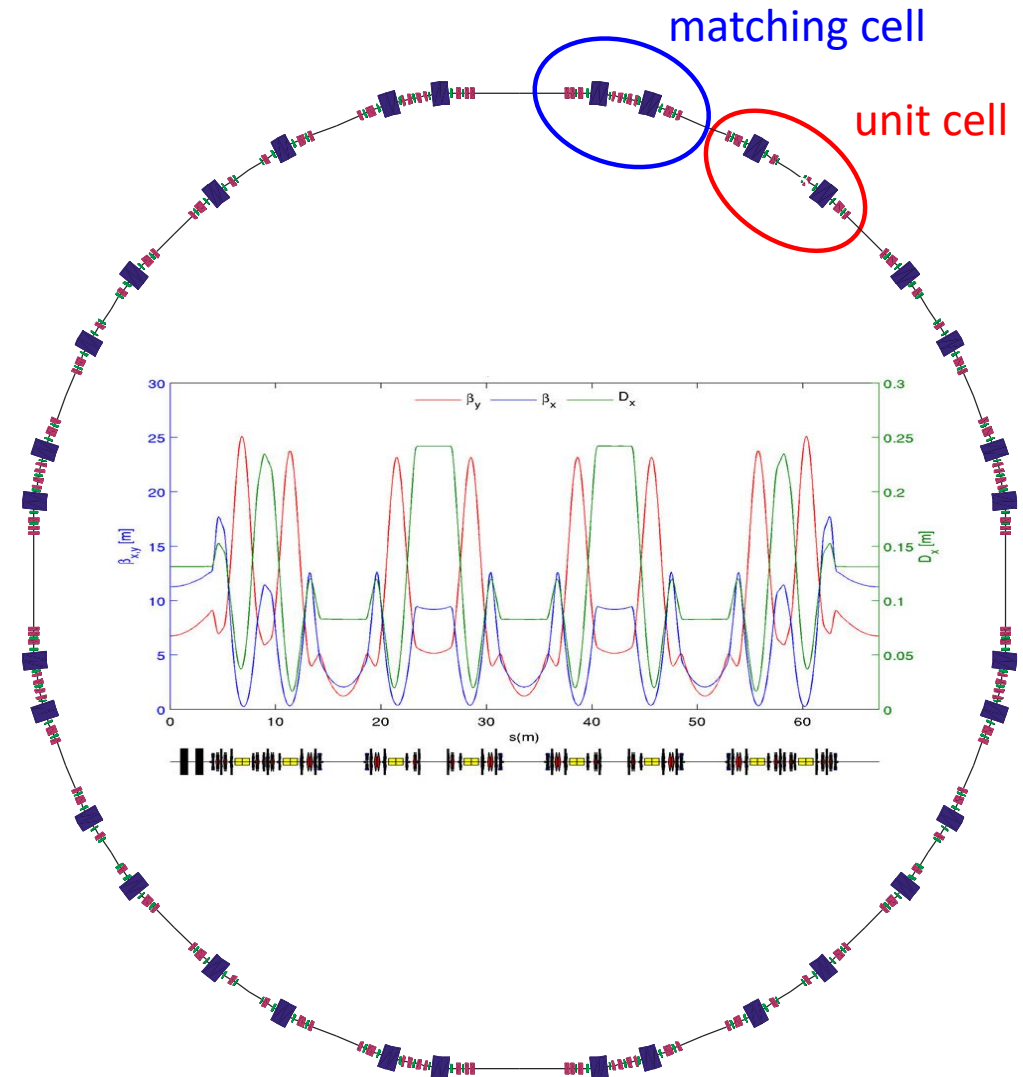 matching cell
unit cell
β_y β_x D_x
30
25
20
15
10
5
0
β_x,y [m]
0.3
0.25
0.2
0.15
0.1
0.05
0
D_x [m]
0 10 20 30 40 50 60
s(m)